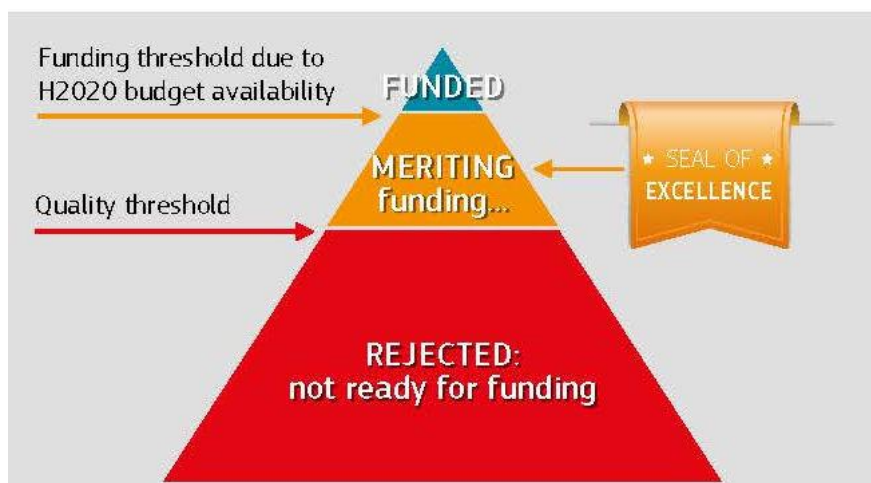 Funding threshold due to
H2020 budget availability
FUNDED
MERITING
funding...
★ SEAL OF ★
EXCELLENCE
Quality threshold
REJECTED:
not ready for funding